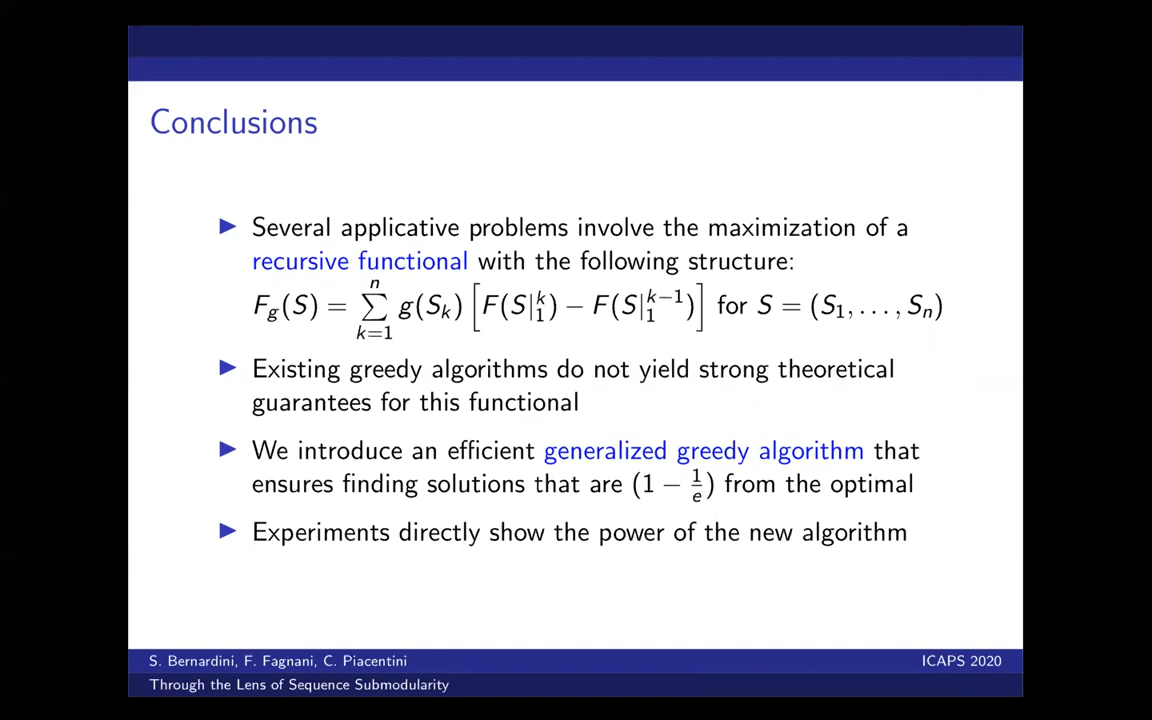 Conclusions
▶ Several applicative problems involve the maximization of a
recursive functional with the following structure:
F_g(S) = ∑_{k=1}^{n} g(S_k) [F(S|_1^k) − F(S|_1^{k−1})] for S = (S_1, . . . , S_n)
▶ Existing greedy algorithms do not yield strong theoretical
guarantees for this functional
▶ We introduce an efficient generalized greedy algorithm that
ensures finding solutions that are (1 − 1/e) from the optimal
▶ Experiments directly show the power of the new algorithm
S. Bernardini, F. Fagnani, C. Piacentini ICAPS 2020
Through the Lens of Sequence Submodularity